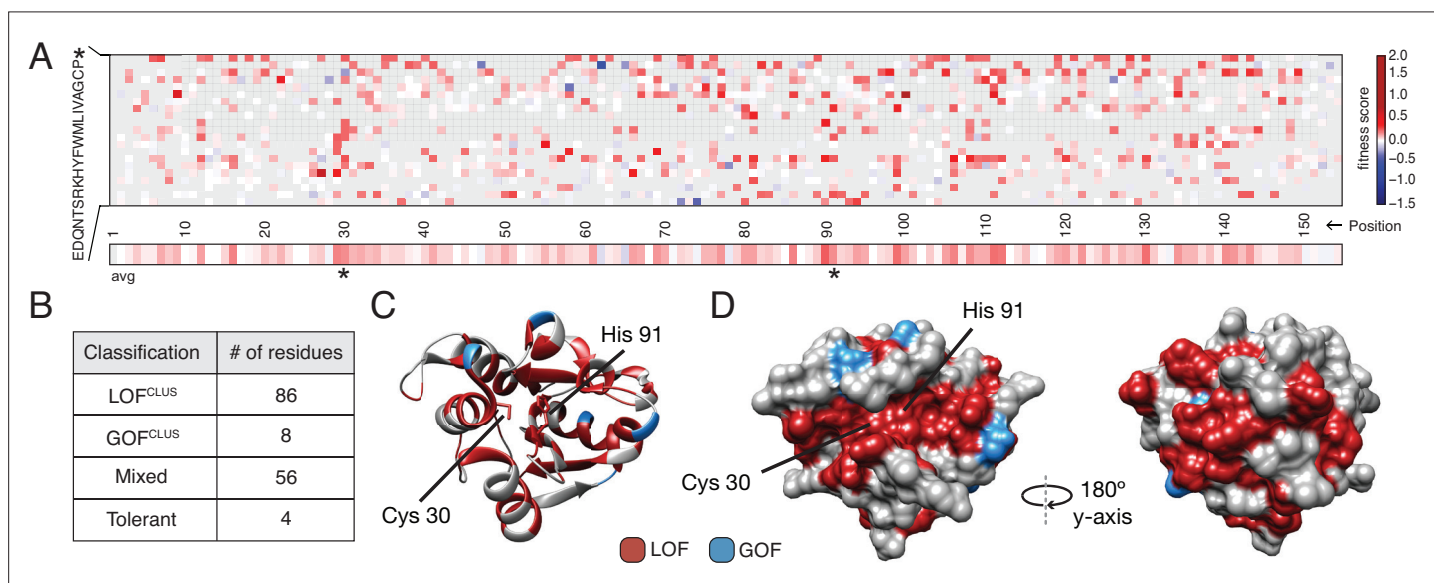 A
EDQNTSRKHYFWMLIVAGCP*
1 10 20 30 40 50 60 70 80 90 100 110 120 130 140 150 ← Position
avg
* *
2.0
1.5
1.0
0.5
0.0
−0.5
−1.0
−1.5
fitness score
B
Classification # of residues
LOFCLUS 86
GOFCLUS 8
Mixed 56
Tolerant 4
C
His 91
Cys 30
D
His 91
Cys 30
180º
y-axis
LOF GOF